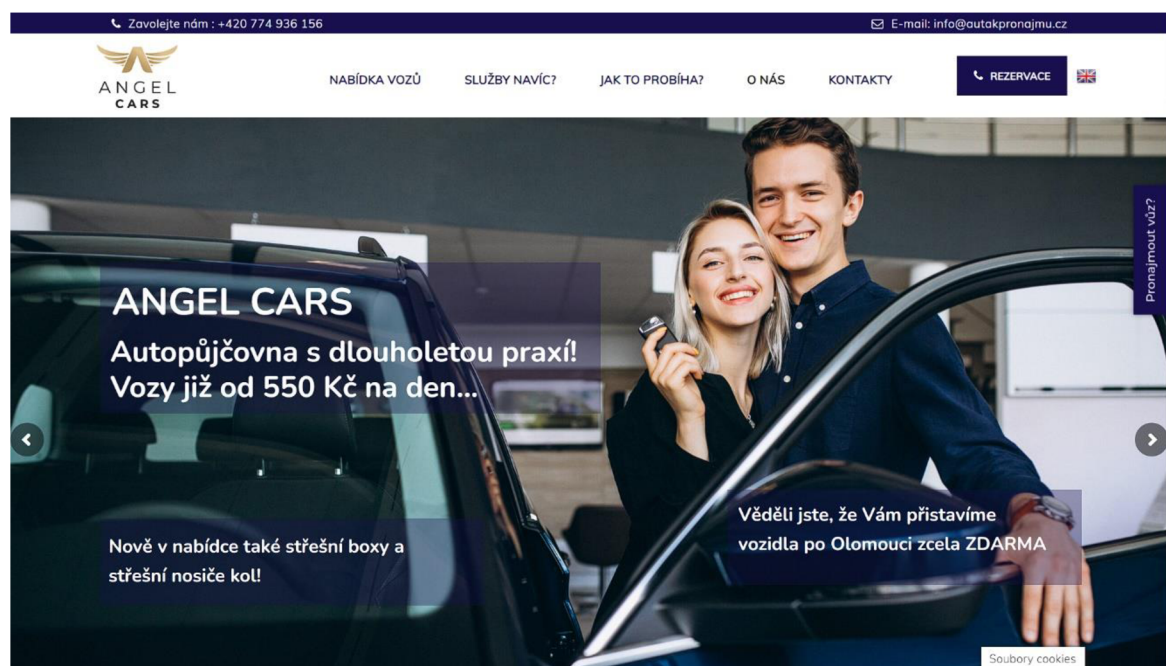 Zavolejte nám : +420 774 936 156
E-mail: info@autakpronajmu.cz
ANGEL
CARS
NABÍDKA VOZŮ
SLUŽBY NAVÍC?
JAK TO PROBÍHA?
O NÁS
KONTAKTY
REZERVACE
Pronajmout vůz?
ANGEL CARS
Autopůjčovna s dlouholetou praxí!
Vozy již od 550 Kč na den...
Věděli jste, že Vám přistavíme
vozidla po Olomouci zcela ZDARMA
Nově v nabídce také střešní boxy a
střešní nosiče kol!
Soubory cookies